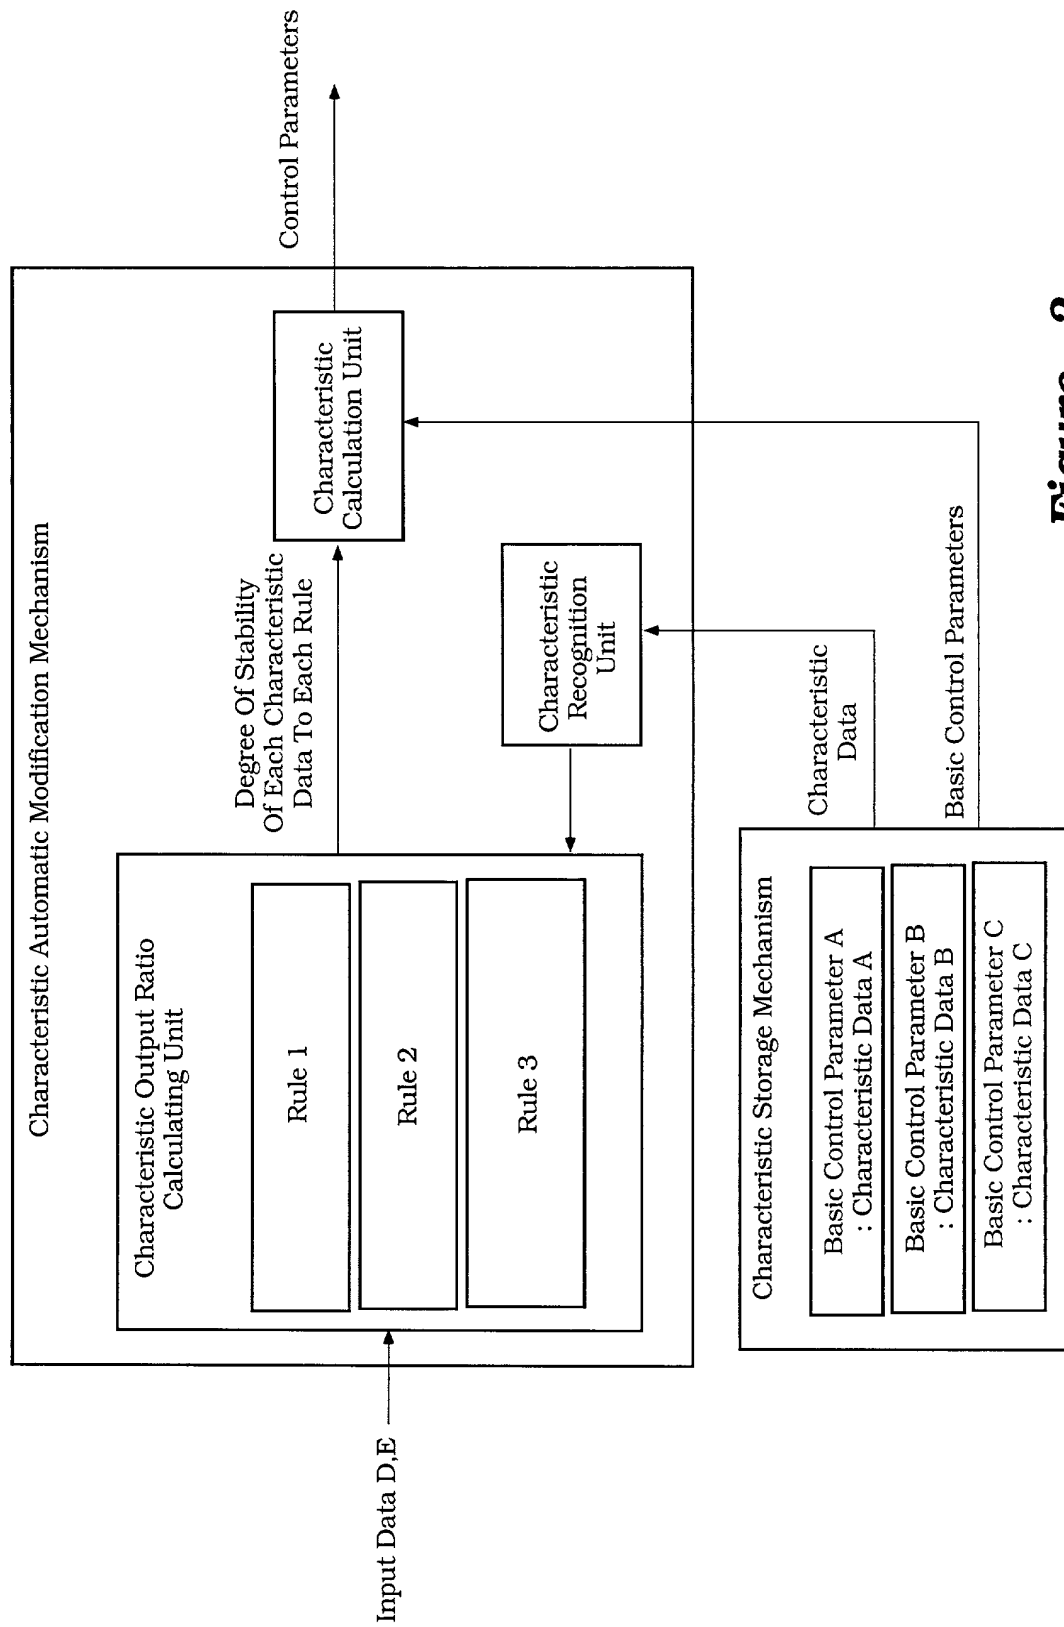 Characteristic Automatic Modification Mechanism
Characteristic Output Ratio
Calculating Unit
Rule 1
Rule 2
Rule 3
Input Data D,E
Degree Of Stability
Of Each Characteristic
Data To Each Rule
Characteristic
Calculation Unit
Control Parameters
Characteristic
Recognition
Unit
Characteristic Storage Mechanism
Basic Control Parameter A
: Characteristic Data A
Basic Control Parameter B
: Characteristic Data B
Basic Control Parameter C
: Characteristic Data C
Characteristic
Data
Basic Control Parameters
Figure